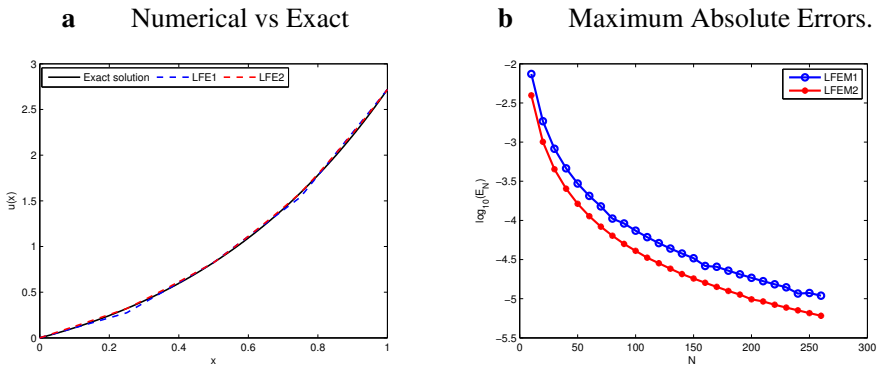 a Numerical vs Exact
3
2.5
2
1.5
1
0.5
0
0 0.2 0.4 0.6 0.8 1
x
u(x)
Exact solution LFE1 LFE2
b Maximum Absolute Errors.
-2
-2.5
-3
-3.5
-4
-4.5
-5
-5.5
0 50 100 150 200 250 300
N
log10(EN)
LFEM1
LFEM2